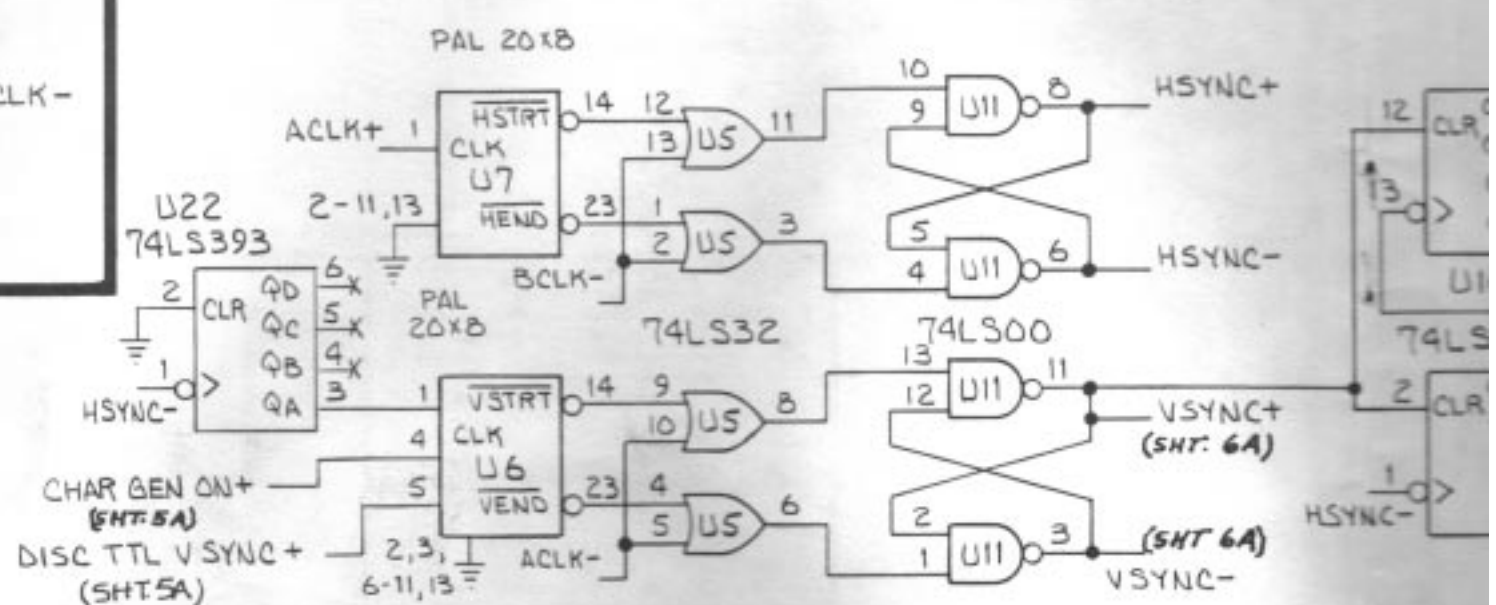 CLK-
PAL 20X8
ACLK+ 1
HSTRT 14
CLK
U7
2-11,13
HEND 23
12
13 U5 11
1
2 U5 3
BCLK-
10
9 U11 8
HSYNC+
5
4 U11 6
HSYNC-
12 CLR
13
U22
74LS393
2 CLR
QD 6
QC 5
QB 4
QA 3
1
HSYNC-
PAL
20X8
74LS32
74LS00
74LS
1
4
5
VSTRT 14
CLK
U6
VEND 23
CHAR GEN ON+
(SHT. 5A)
DISC TTL V SYNC+
(SHT. 5A)
2,3,
6-11,13
ACLK-
9
10 U5 8
4
5 U5 6
13
12 U11 11
VSYNC+
(SHT. 6A)
2
1 U11 3
(SHT 6A)
VSYNC-
2 CLR
1
HSYNC-